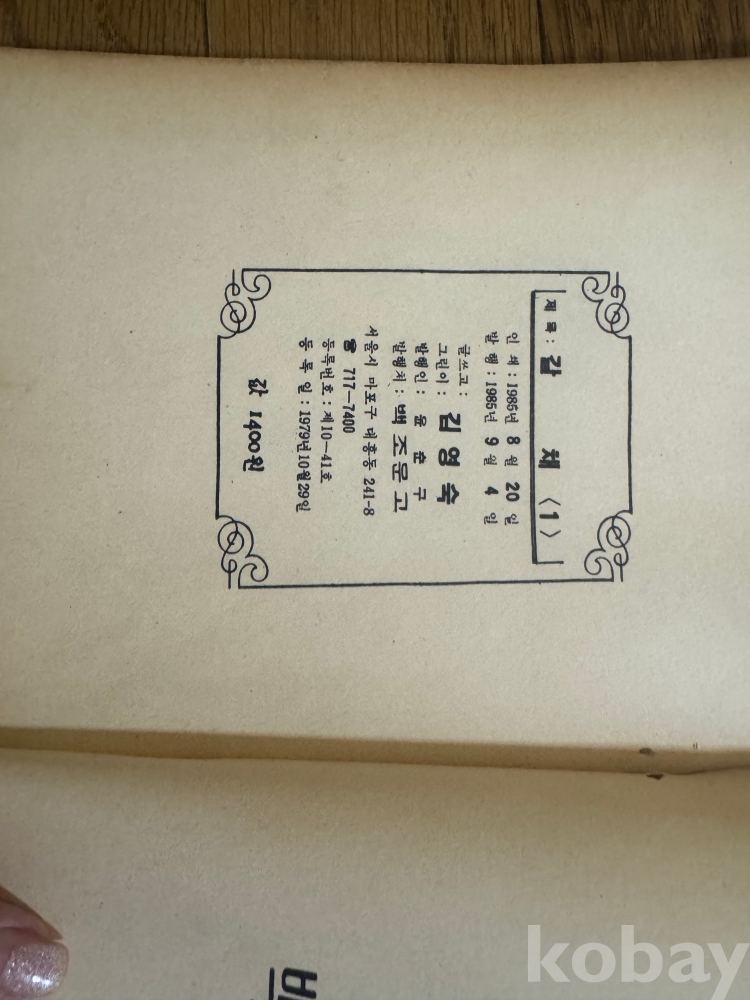 제 목 : 갈 채 〈1〉
인 쇄 : 1985년 8 월 20 일
발 행 : 1985년 9 월 4 일
글쓰고 :
그린이 : 김 영 숙
발행인 : 윤 춘 구
발행처 : 백 조 문 고
서울시 마포구 대흥동 241-8
☎ 717-7400
등록번호 : 제10-41호
등 록 일 : 1979년10월29일
값 1400원
kobay